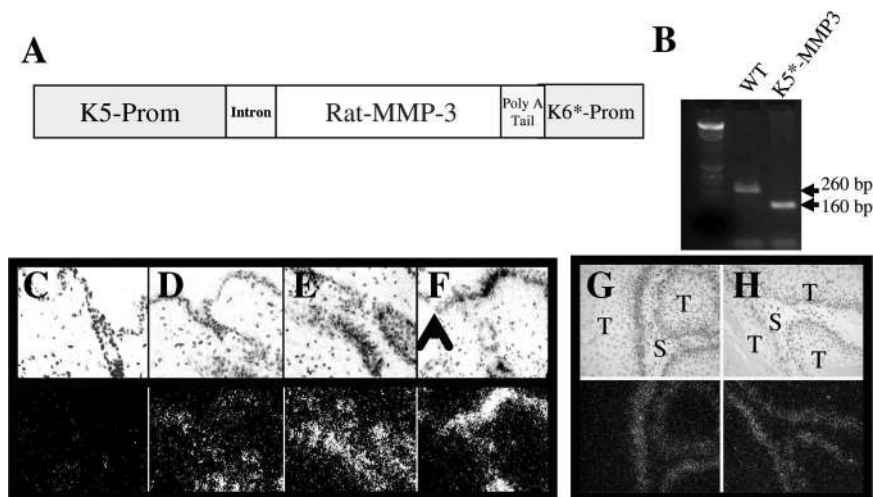 A
K5-Prom
Intron
Rat-MMP-3
Poly A
Tail
K6*-Prom
B
WT
K5*-MMP3
260 bp
160 bp
C
D
E
F
G
T
T
S
H
T
S
T
T